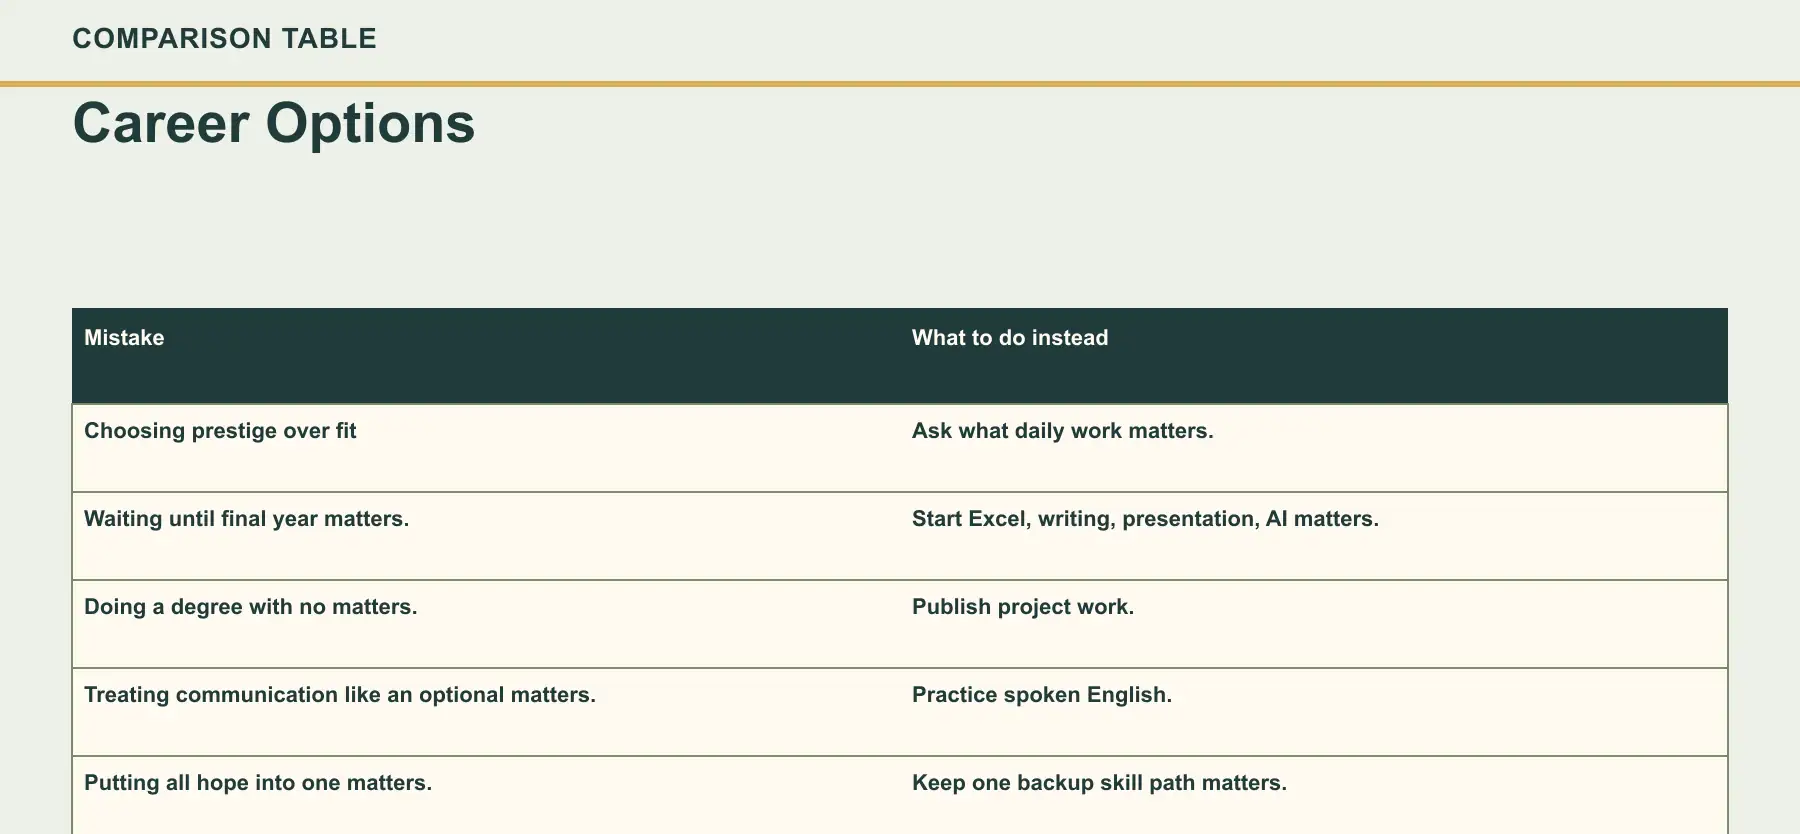 COMPARISON TABLE
Career Options
Mistake What to do instead
Choosing prestige over fit Ask what daily work matters.
Waiting until final year matters. Start Excel, writing, presentation, AI matters.
Doing a degree with no matters. Publish project work.
Treating communication like an optional matters. Practice spoken English.
Putting all hope into one matters. Keep one backup skill path matters.